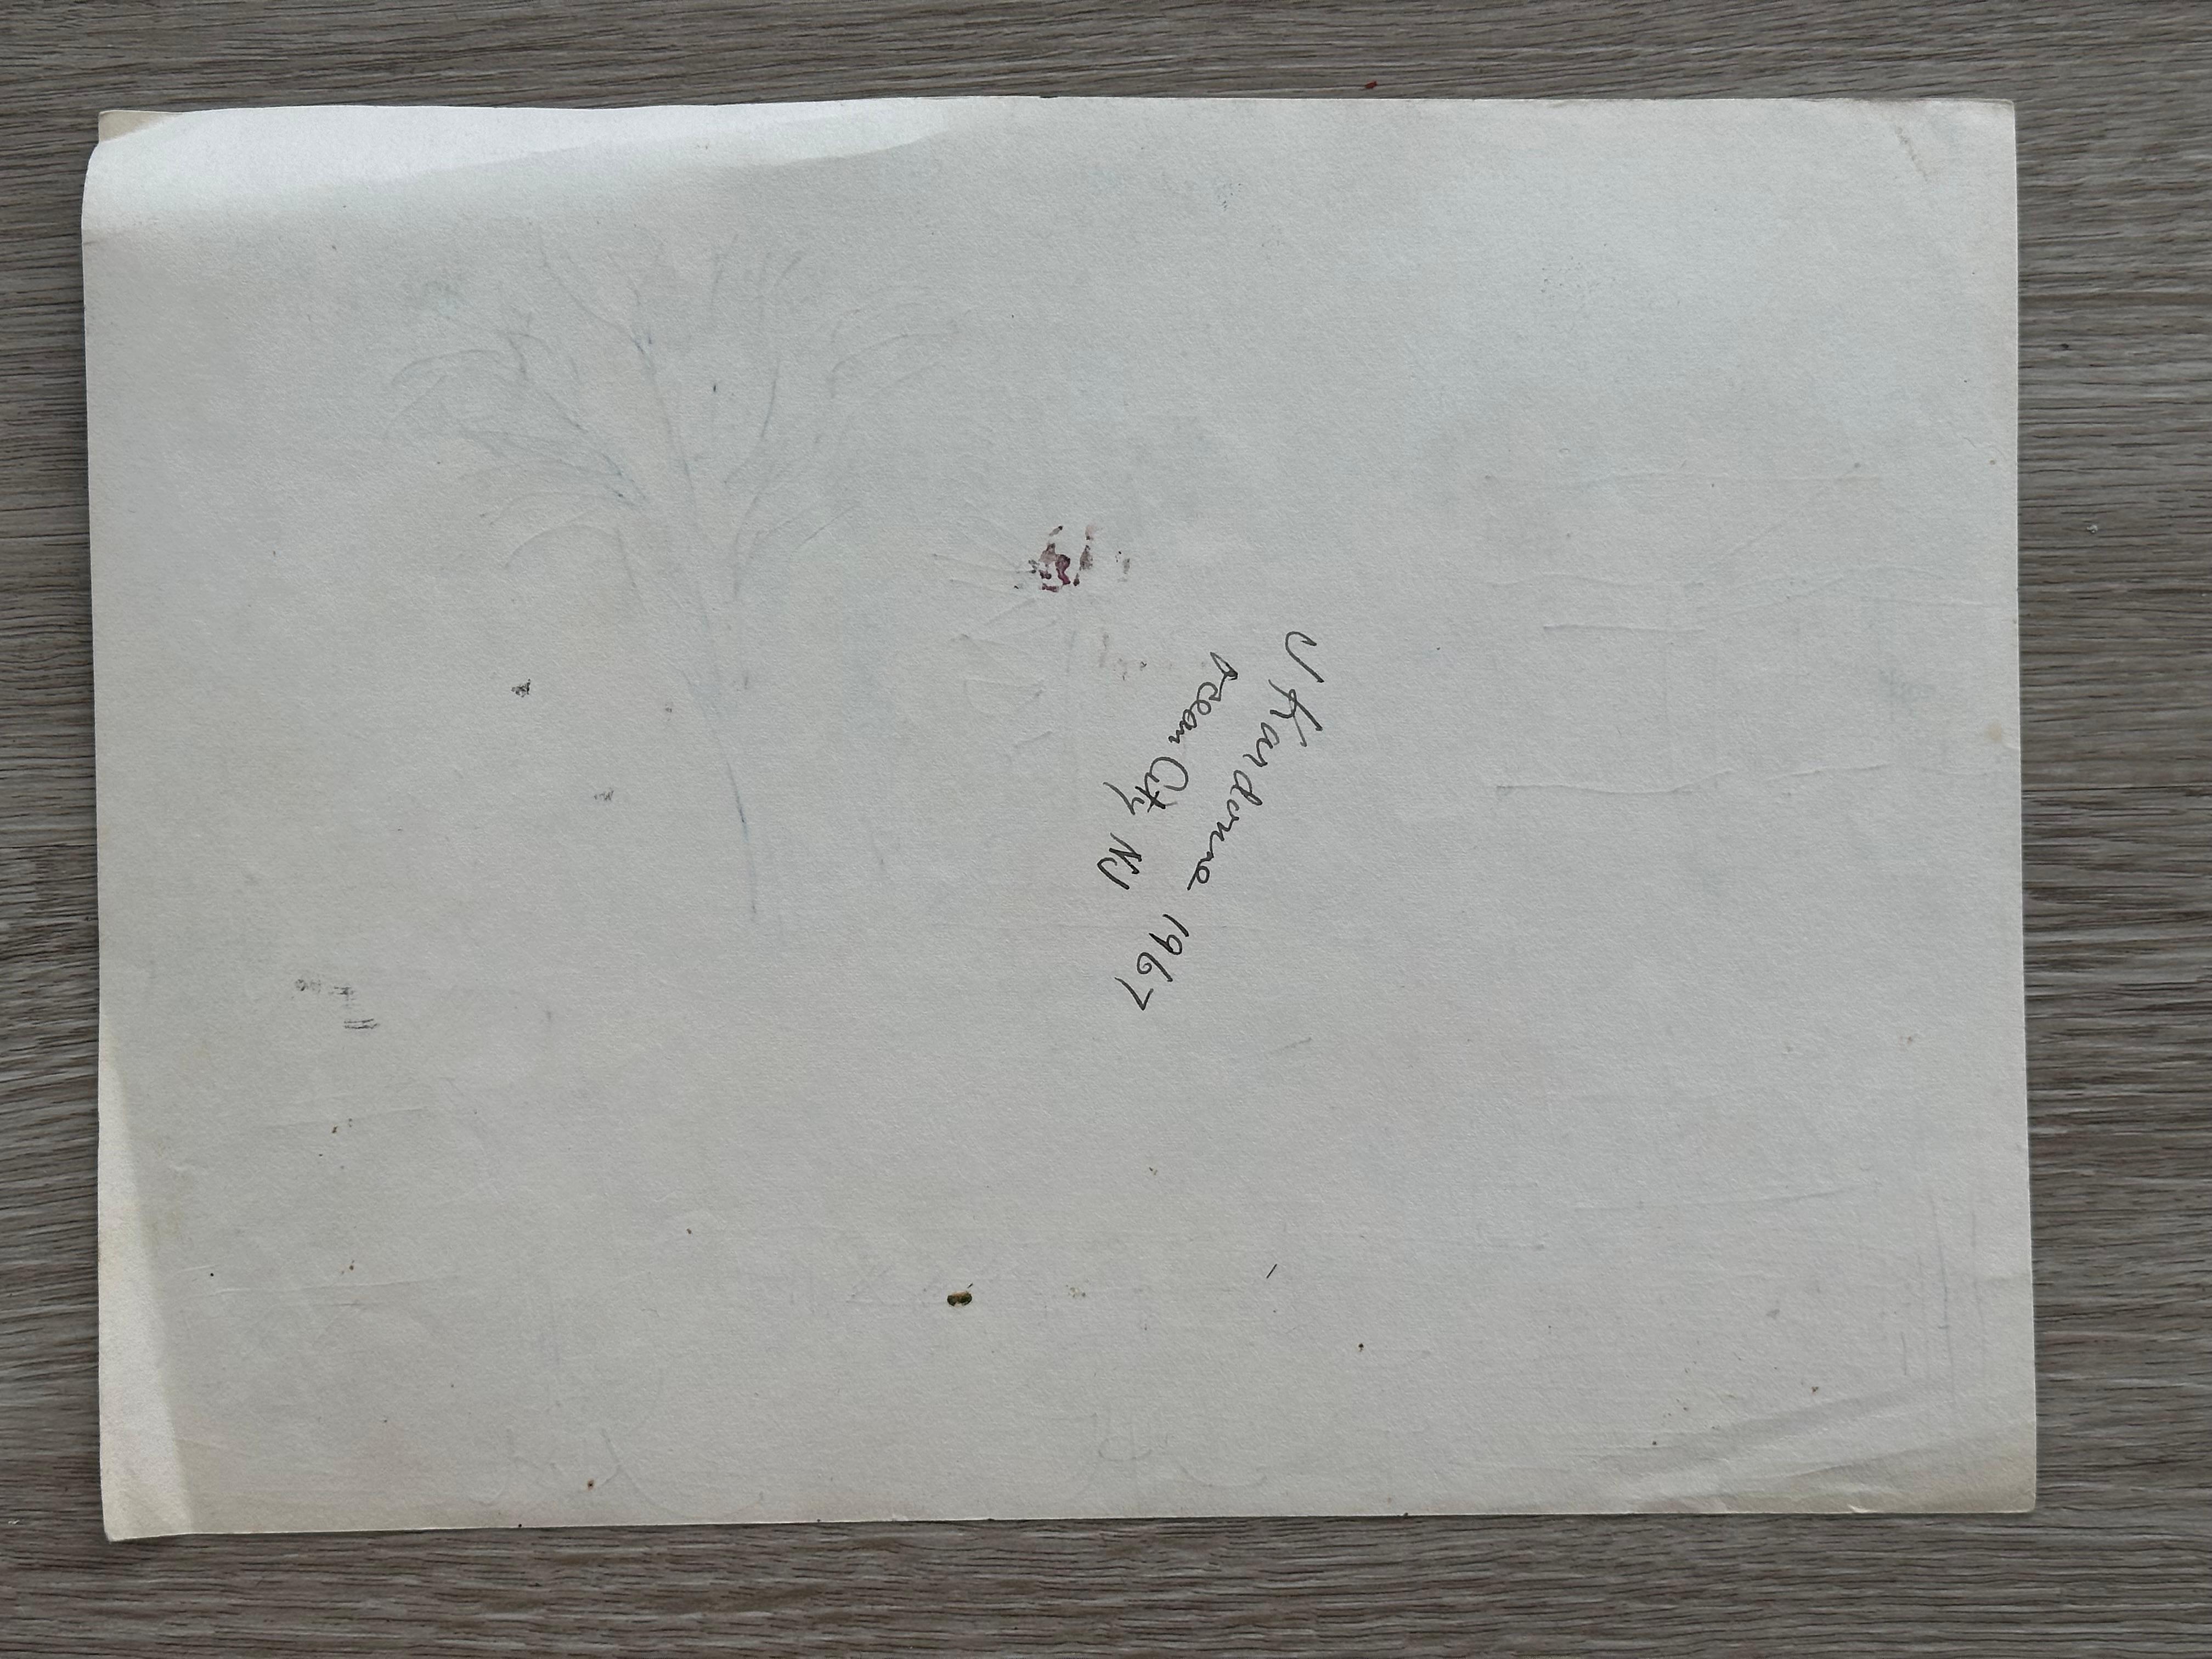 J Kardonne 1967
Ocean City NJ